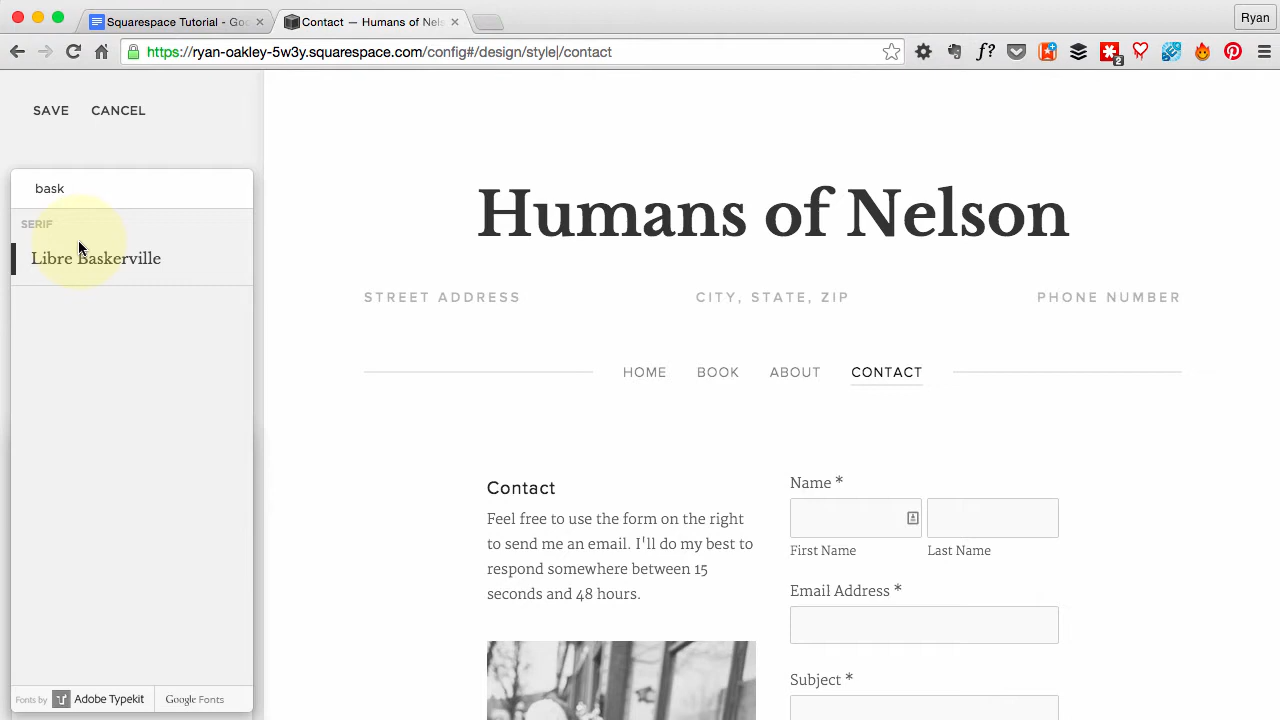 Squarespace Tutorial - Goo
Contact — Humans of Nels
Ryan
https://ryan-oakley-5w3y.squarespace.com/config#/design/style|/contact
f?
2
SAVE CANCEL
bask
SERIF
Libre Baskerville
Fonts by Adobe Typekit Google Fonts
Humans of Nelson
STREET ADDRESS CITY, STATE, ZIP PHONE NUMBER
HOME BOOK ABOUT CONTACT
Contact
Feel free to use the form on the right
to send me an email. I'll do my best to
respond somewhere between 15
seconds and 48 hours.
Name *
First Name Last Name
Email Address *
Subject *